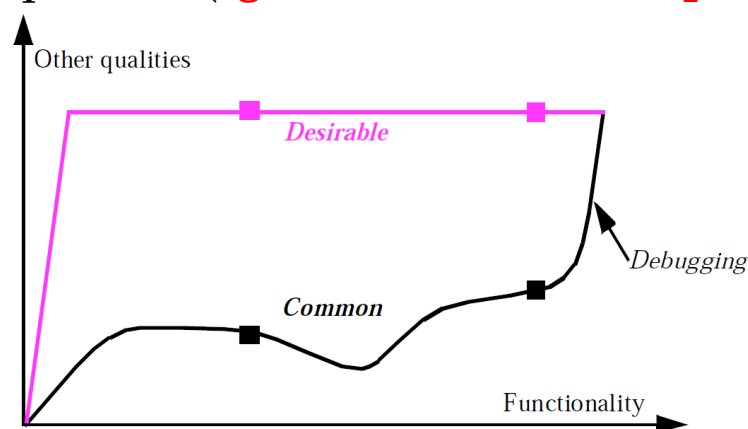 Other qualities
Desirable
Debugging
Common
Functionality